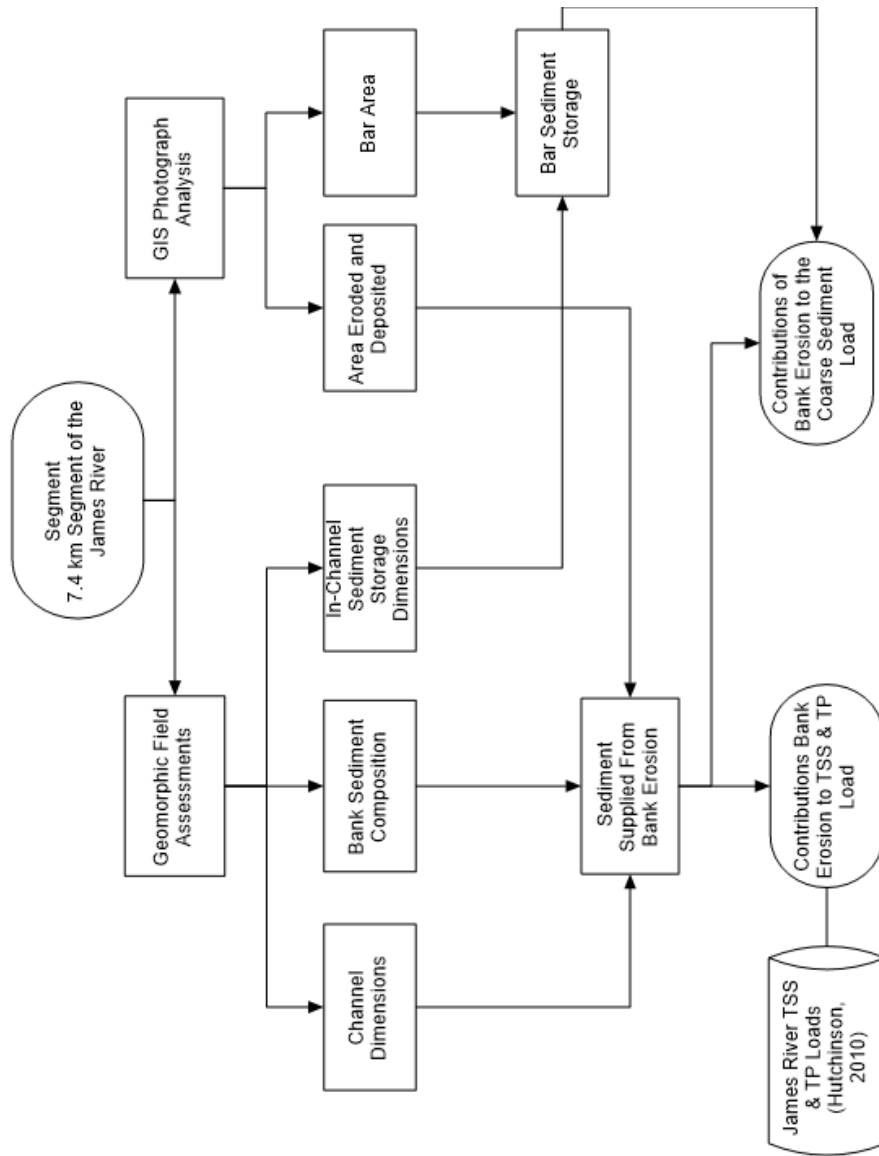 Segment
7.4 km Segment of the
James River
Geomorphic Field
Assessments
GIS Photograph
Analysis
Channel
Dimensions
Bank Sediment
Composition
In-Channel
Sediment
Storage
Dimensions
Area Eroded and
Deposited
Bar Area
Sediment
Supplied From
Bank Erosion
Bar Sediment
Storage
James River TSS
& TP Loads
(Hutchinson,
2010)
Contributions Bank
Erosion to TSS & TP
Load
Contributions of
Bank Erosion to the
Coarse Sediment
Load